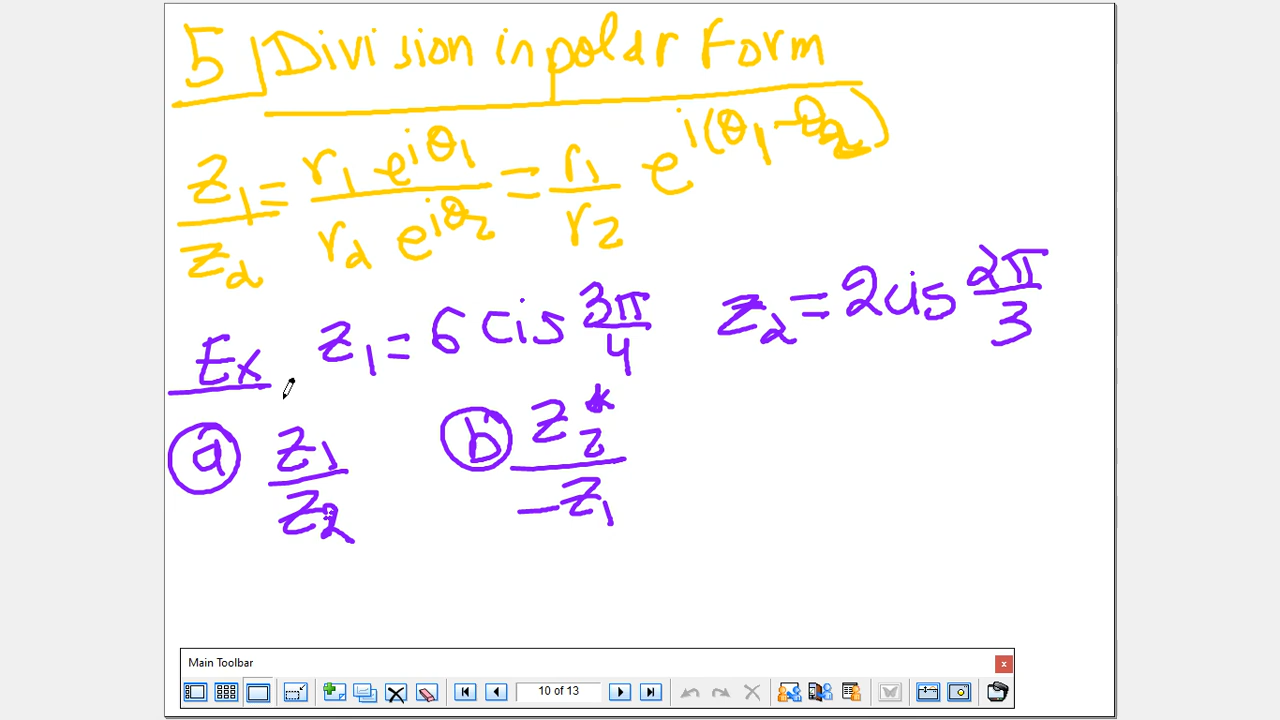 5 Division in polar form
z₁/z₂ = r₁ e^(iθ₁)/r₂ e^(iθ₂) = r₁/r₂ e^(i(θ₁-θ₂))
Ex z₁ = 6 cis 3π/4 z₂ = 2 cis 2π/3
a z₁/z₂ b z₂*/-z₁
Main Toolbar
x
10 of 13